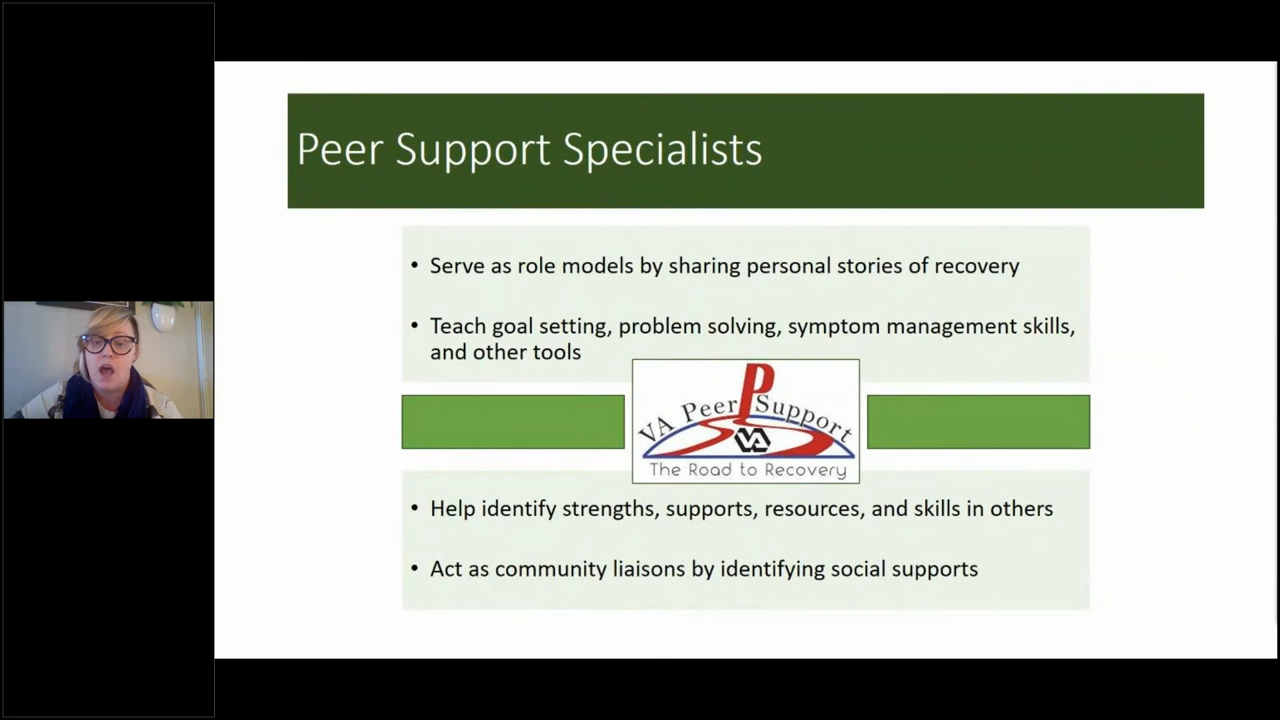 Peer Support Specialists
• Serve as role models by sharing personal stories of recovery
• Teach goal setting, problem solving, symptom management skills,
and other tools
VA Peer Support
VA
The Road to Recovery
• Help identify strengths, supports, resources, and skills in others
• Act as community liaisons by identifying social supports